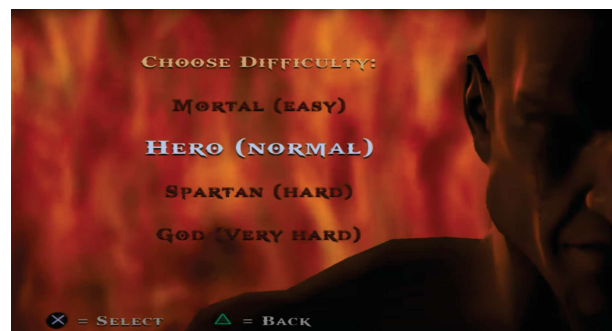 Choose Difficulty:
Mortal (easy)
Hero (normal)
Spartan (hard)
God (Very hard)
= Select = Back